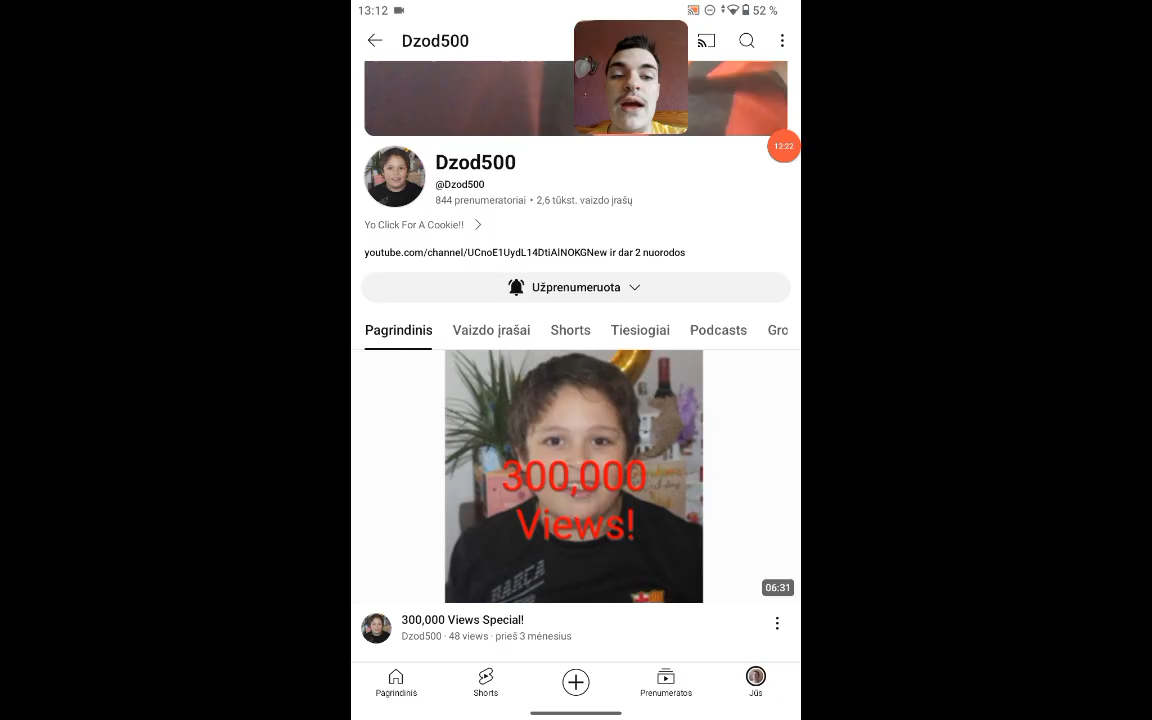 13:12
52 %
Dzod500
12:22
Dzod500
@Dzod500
844 prenumeratoriai • 2,6 tūkst. vaizdo įrašų
Yo Click For A Cookie!!
youtube.com/channel/UCnoE1UydL14DtiAlNOKGNew ir dar 2 nuorodos
Užprenumeruota
Pagrindinis Vaizdo įrašai Shorts Tiesiogiai Podcasts Gro
300,000
Views!
BARCA
06:31
300,000 Views Special!
Dzod500 · 48 views · prieš 3 mėnesius
Pagrindinis Shorts Prenumeratos Jūs